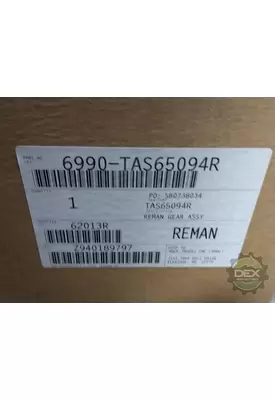 6990-TAS65094R
1
PO: 580738034
TAS65094R
REMAN GEAR ASSY
62013R
REMAN
Z940189797
DEX